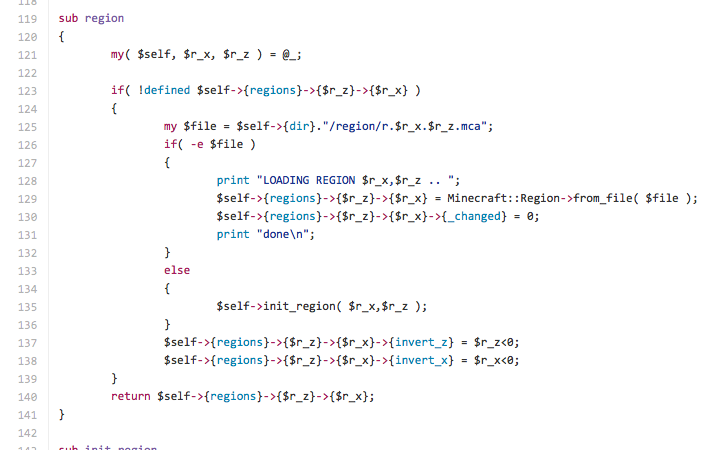 118
119 sub region
120 {
121 my( $self, $r_x, $r_z ) = @_;
122
123 if( !defined $self->{regions}->{$r_z}->{$r_x} )
124 {
125 my $file = $self->{dir}."/region/r.$r_x.$r_z.mca";
126 if( -e $file )
127 {
128 print "LOADING REGION $r_x,$r_z .. ";
129 $self->{regions}->{$r_z}->{$r_x} = Minecraft::Region->from_file( $file );
130 $self->{regions}->{$r_z}->{$r_x}->{_changed} = 0;
131 print "done\n";
132 }
133 else
134 {
135 $self->init_region( $r_x,$r_z );
136 }
137 $self->{regions}->{$r_z}->{$r_x}->{invert_z} = $r_z<0;
138 $self->{regions}->{$r_z}->{$r_x}->{invert_x} = $r_x<0;
139 }
140 return $self->{regions}->{$r_z}->{$r_x};
141 }
142
143 sub init_region